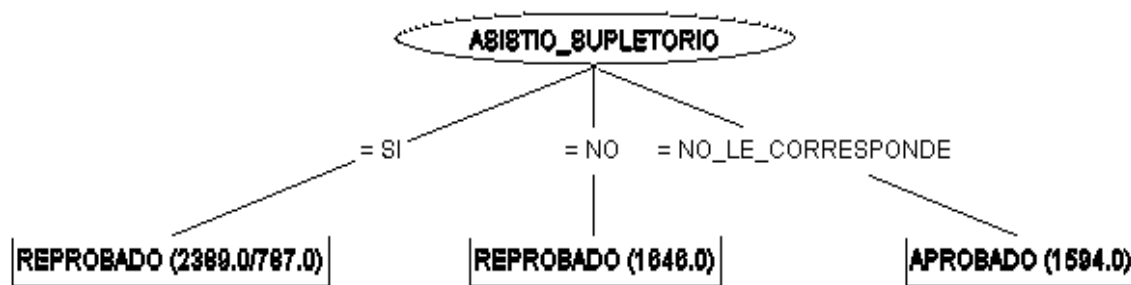 ASISTIO_SUPLETORIO
= SI = NO = NO_LE_CORRESPONDE
REPROBADO (2389.0/787.0) REPROBADO (1646.0) APROBADO (1594.0)